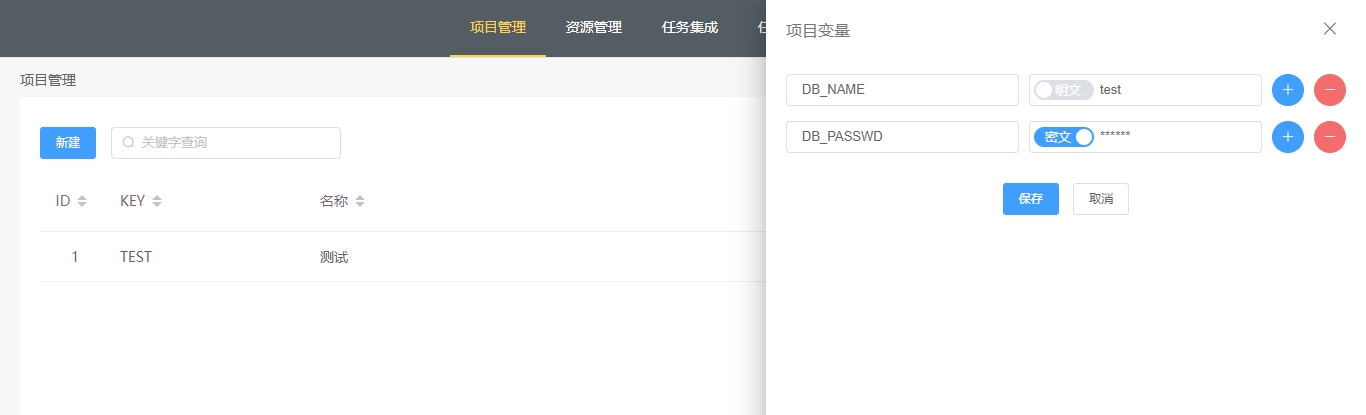 项目管理 资源管理 任务集成 任
项目管理
新建 关键字查询
ID KEY 名称
1 TEST 测试
项目变量
DB_NAME 明文 test
DB_PASSWD 密文 ******
保存 取消